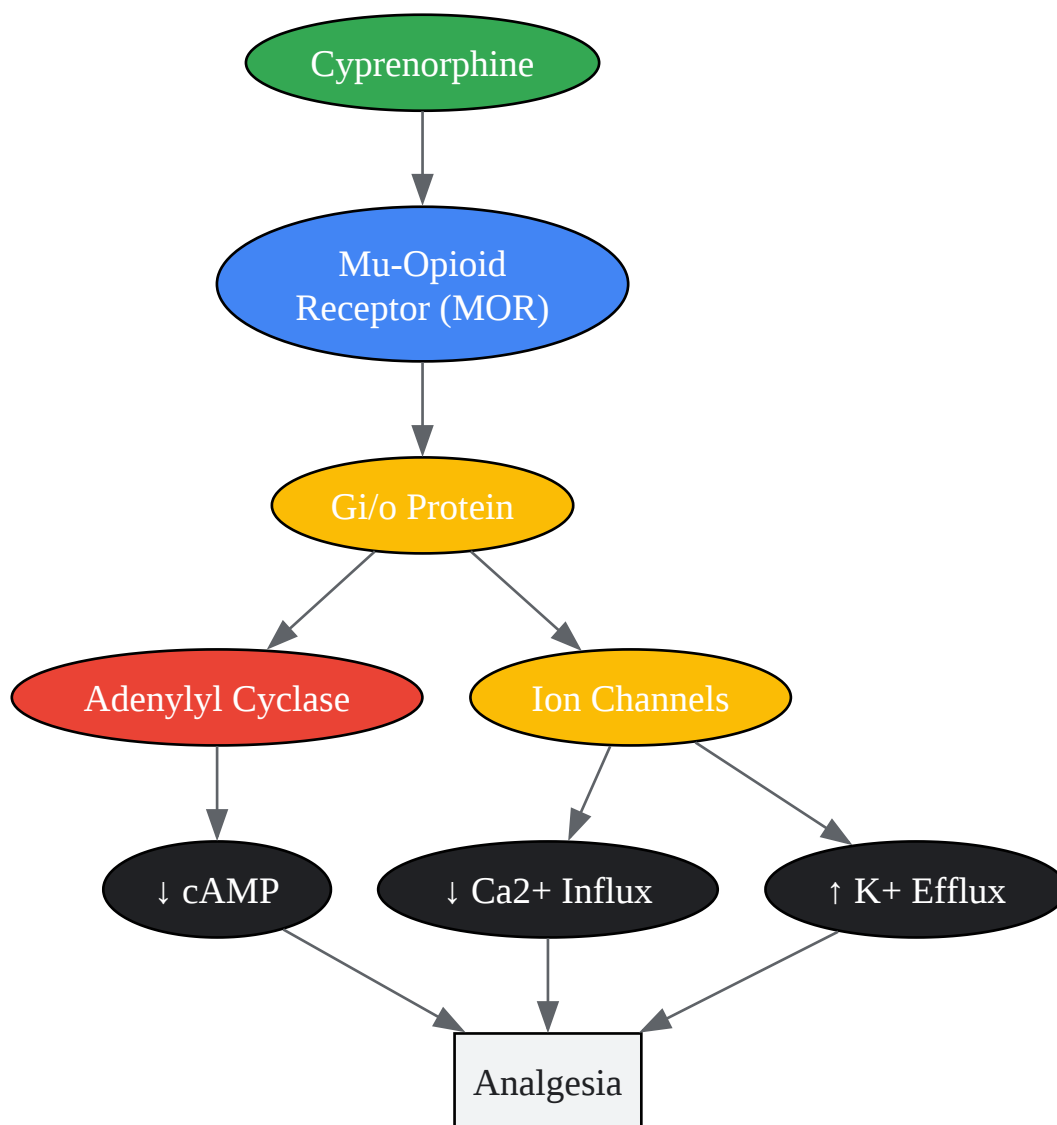 Cyprenorphine
Mu-Opioid
Receptor (MOR)
Gi/o Protein
Adenylyl Cyclase
Ion Channels
↓ cAMP
↓ Ca2+ Influx
↑ K+ Efflux
Analgesia